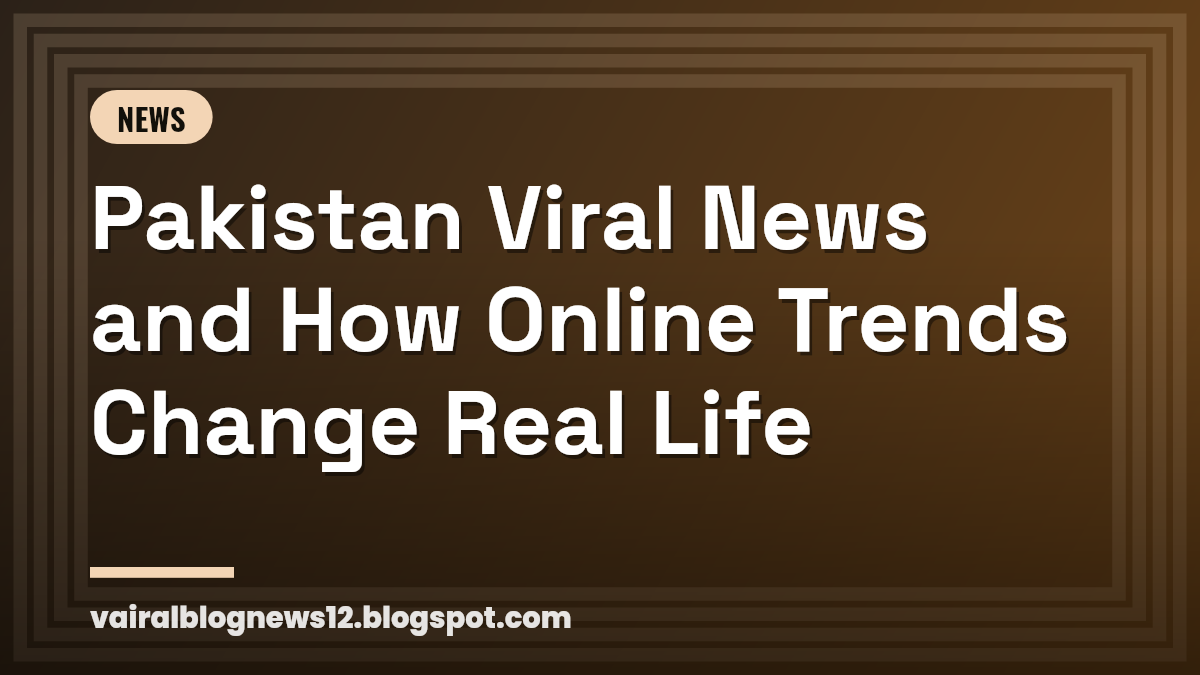 NEWS
Pakistan Viral News
and How Online Trends
Change Real Life
vairalblognews12.blogspot.com